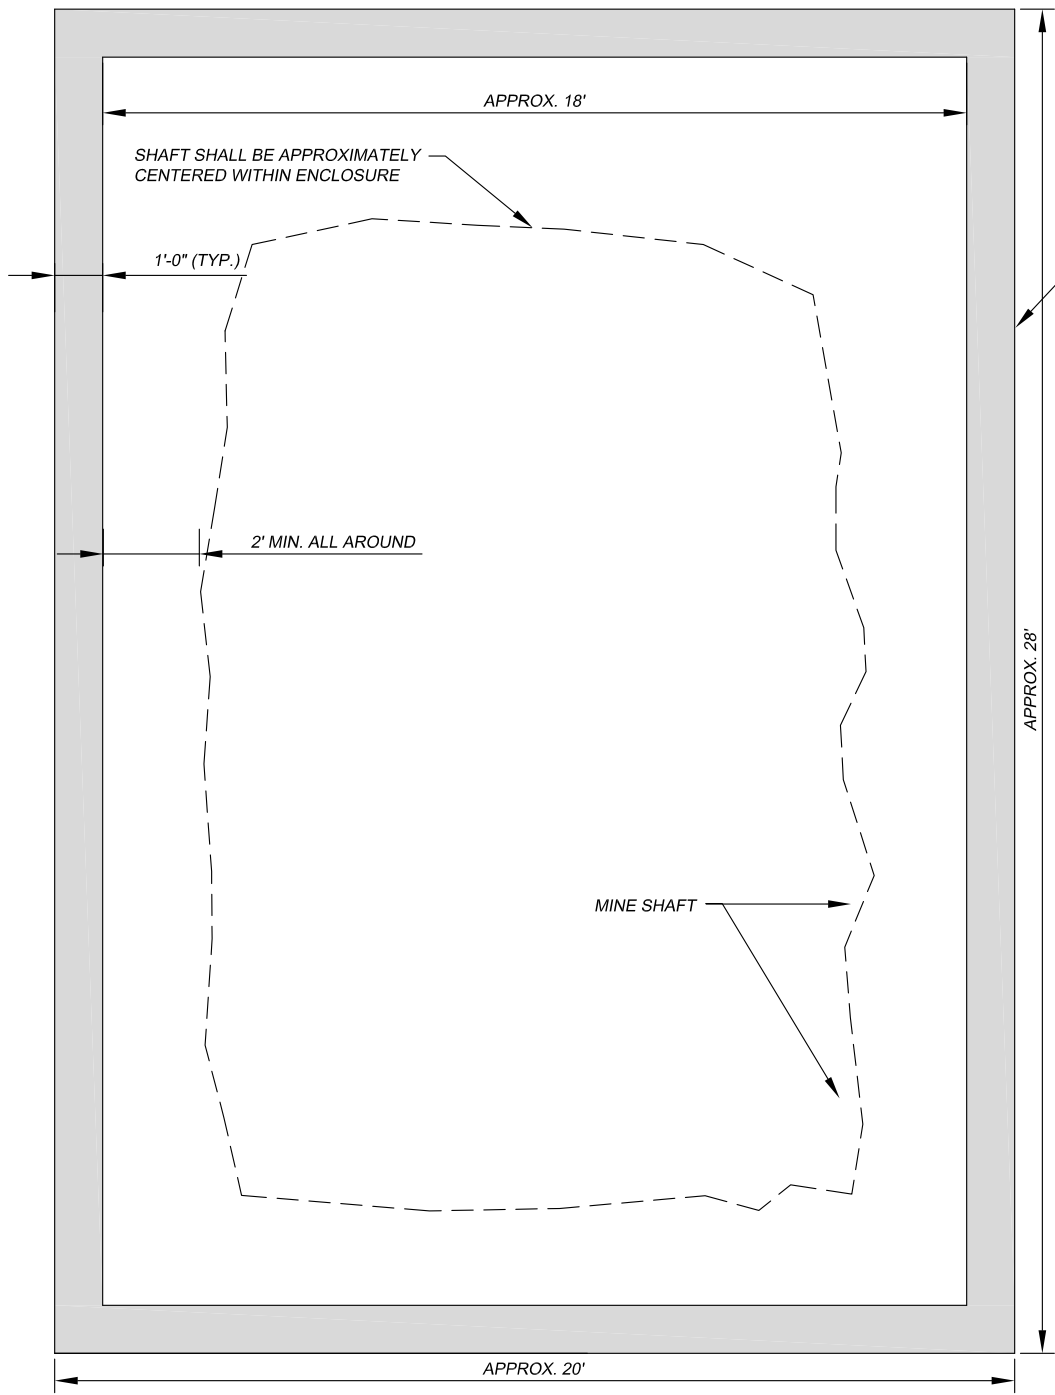 APPROX. 18'
SHAFT SHALL BE APPROXIMATELY
CENTERED WITHIN ENCLOSURE
1'-0" (TYP.)
2' MIN. ALL AROUND
APPROX. 28'
MINE SHAFT
APPROX. 20'